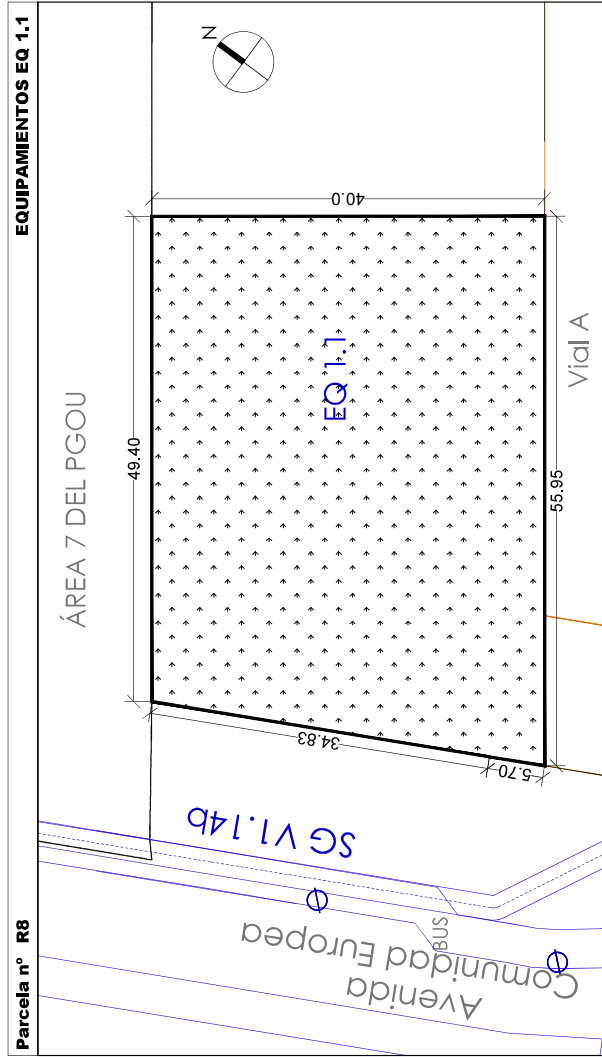 Parcela nº R8
EQUIPAMIENTOS EQ 1.1
N
ÁREA 7 DEL PGOU
49.40
40.0
EQ 1.1
34.83
5.70
55.95
Vial A
SG V1.14b
BUS
Avenida
Comunidad Europea